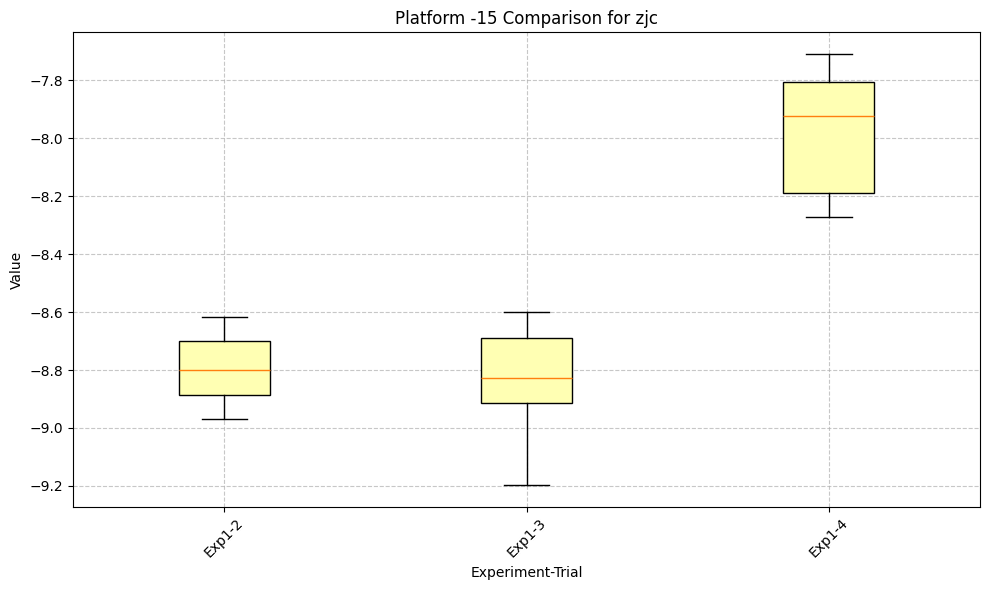 Platform -15 Comparison for zjc
Value
−7.8
−8.0
−8.2
−8.4
−8.6
−8.8
−9.0
−9.2
Exp1-2
Exp1-3
Exp1-4
Experiment-Trial